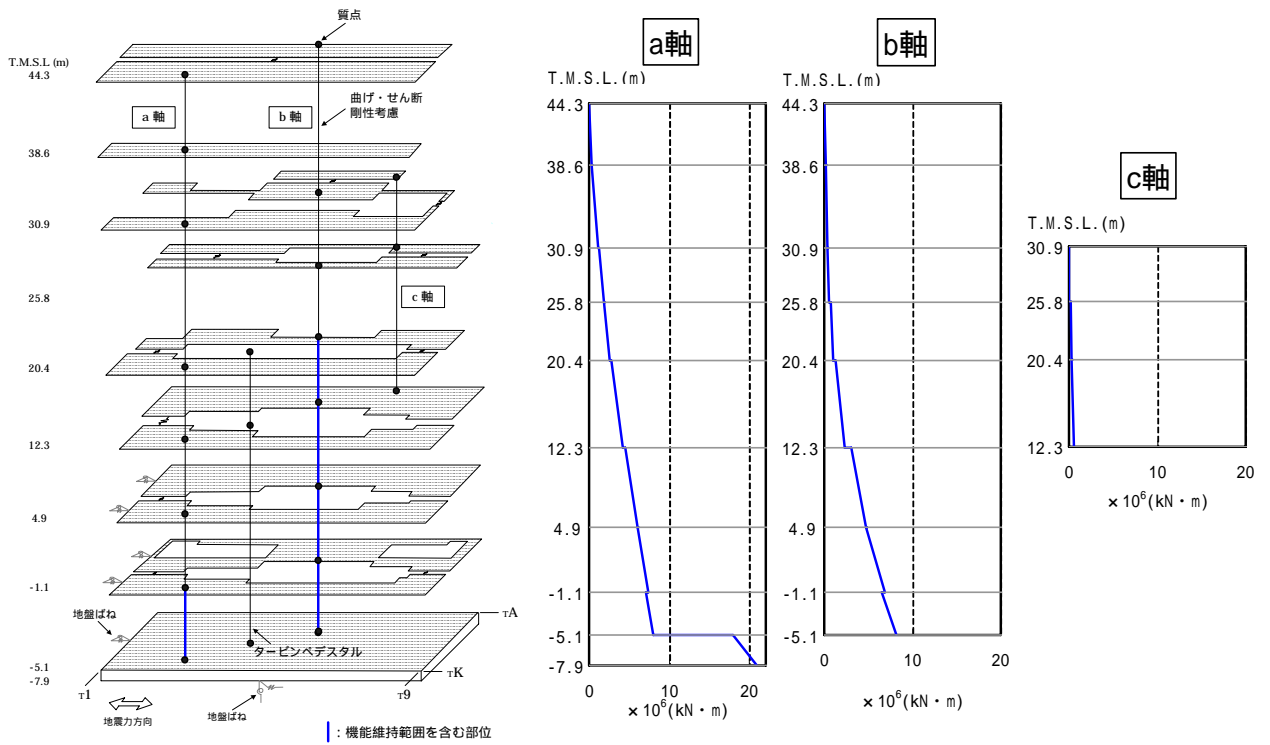 質点
T.M.S.L (m)
44.3
a 軸
b 軸
曲げ・せん断
剛性考慮
38.6
30.9
25.8
c 軸
20.4
12.3
4.9
-1.1
地盤ばね
TA
タービンペデスタル
-5.1
-7.9
TK
T1
T9
地震力方向
地盤ばね
：機能維持範囲を含む部位
a軸
T.M.S.L.(m)
44.3
38.6
30.9
25.8
20.4
12.3
4.9
-1.1
-5.1
-7.9
0 10 20
×10⁶(kN・m)
b軸
T.M.S.L.(m)
44.3
38.6
30.9
25.8
20.4
12.3
4.9
-1.1
-5.1
0 10 20
×10⁶(kN・m)
c軸
T.M.S.L.(m)
30.9
25.8
20.4
12.3
0 10 20
×10⁶(kN・m)